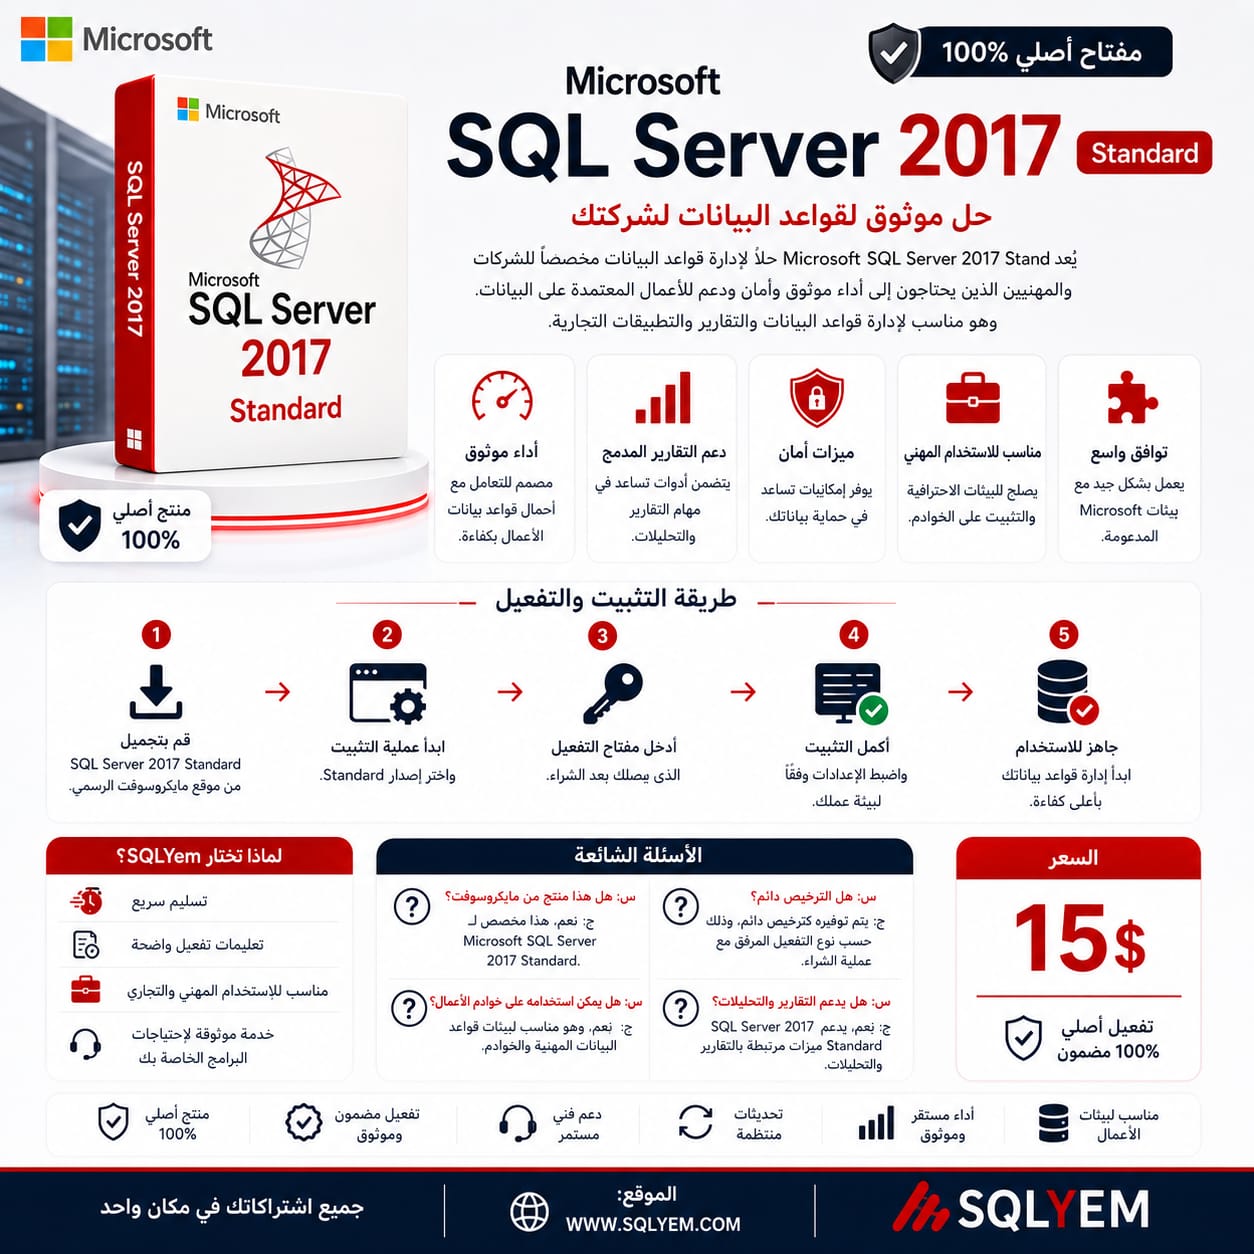 Microsoft
مفتاح أصلي 100%
Microsoft
SQL Server 2017 Standard
حل موثوق لقواعد البيانات لشركتك
يُعد Microsoft SQL Server 2017 Stand حلاً لإدارة قواعد البيانات مخصصاً للشركات
والمهنيين الذين يحتاجون إلى أداء موثوق وأمان ودعم للأعمال المعتمدة على البيانات.
وهو مناسب لإدارة قواعد البيانات والتقارير والتطبيقات التجارية.
Microsoft
SQL Server 2017
Microsoft
SQL Server
2017
Standard
منتج أصلي
100%
توافق واسع
يعمل بشكل جيد مع
بيئات Microsoft
المدعومة.
مناسب للاستخدام المهني
يصلح للبيئات الاحترافية
والتثبيت على الخوادم.
ميزات أمان
يوفر إمكانيات تساعد
في حماية بياناتك.
دعم التقارير المدمج
يتضمن أدوات تساعد في
مهام التقارير
والتحليلات.
أداء موثوق
مصمم للتعامل مع
أحمال قواعد بيانات
الأعمال بكفاءة.
طريقة التثبيت والتفعيل
1
قم بتجميل
SQL Server 2017 Standard
من موقع مايكروسوفت الرسمي.
2
ابدأ عملية التثبيت
واختر إصدار Standard.
3
أدخل مفتاح التفعيل
الذي يصلك بعد الشراء.
4
أكمل التثبيت
واضبط الإعدادات وفقاً
لبيئة عملك.
5
جاهز للاستخدام
ابدأ إدارة قواعد بياناتك
بأعلى كفاءة.
السعر
15$
تفعيل أصلي
100% مضمون
الأسئلة الشائعة
س: هل الترخيص دائم؟
ج: يتم توفيره كترخيص دائم، وذلك
حسب نوع التفعيل المرفق مع
عملية الشراء.
س: هل هذا منتج من مايكروسوفت؟
ج: نعم، هذا مخصص لـ
Microsoft SQL Server
2017 Standard.
س: هل يدعم التقارير والتحليلات؟
ج: نعم، يدعم SQL Server 2017
Standard ميزات مرتبطة بالتقارير
والتحليلات.
س: هل يمكن استخدامه على خوادم الأعمال؟
ج: نعم، وهو مناسب لبيئات قواعد
البيانات المهنية والخوادم.
لماذا تختار SQLYem؟
تسليم سريع
تعليمات تفعيل واضحة
مناسب للإستخدام المهني والتجاري
خدمة موثوقة لإحتياجات
البرامج الخاصة بك
مناسب لبيئات
الأعمال
أداء مستقر
وموثوق
تحديثات
منتظمة
دعم فني
مستمر
تفعيل مضمون
وموثوق
منتج أصلي
100%
SQLYEM
الموقع:
WWW.SQLYEM.COM
جميع اشتراكاتك في مكان واحد